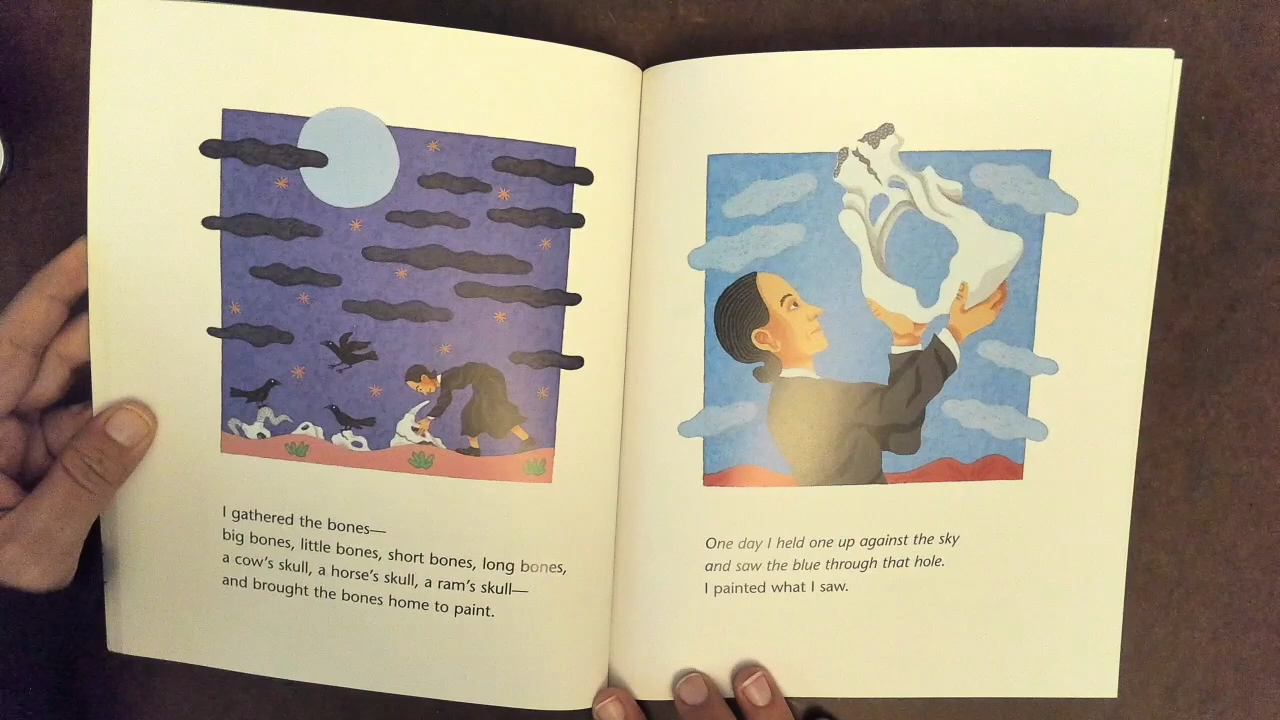 I gathered the bones—
big bones, little bones, short bones, long bones,
a cow's skull, a horse's skull, a ram's skull—
and brought the bones home to paint.
One day I held one up against the sky
and saw the blue through that hole.
I painted what I saw.